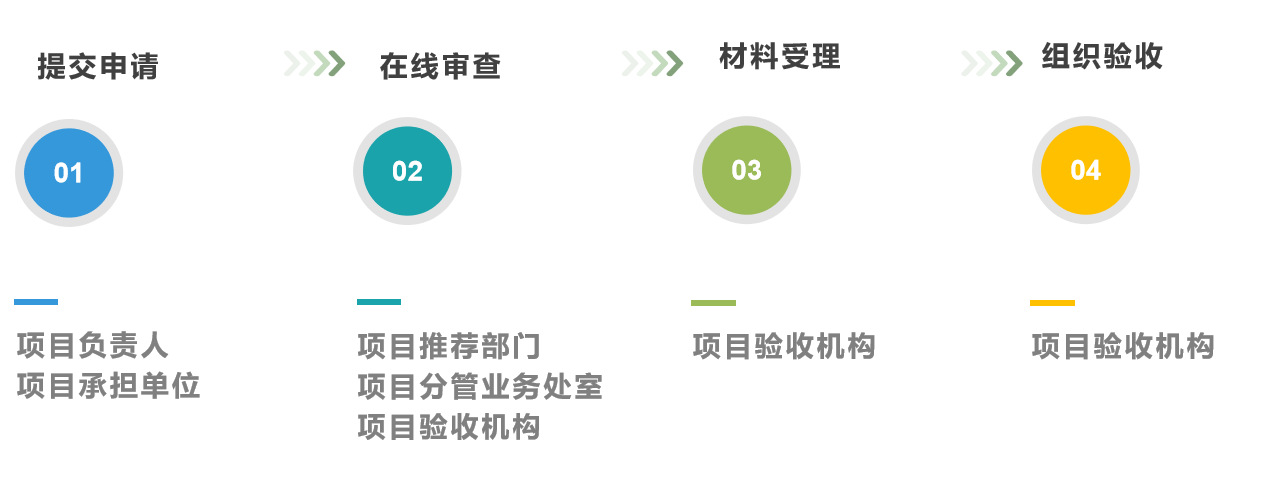 提交申请
在线审查
材料受理
组织验收
01
02
03
04
项目负责人
项目承担单位
项目推荐部门
项目分管业务处室
项目验收机构
项目验收机构
项目验收机构